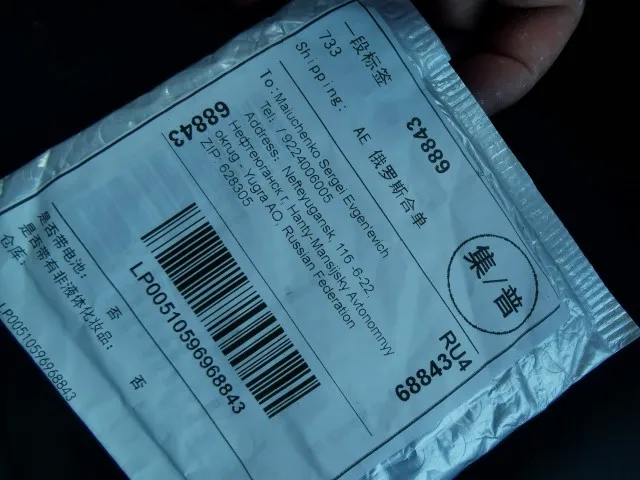 一段标签
733
Shipping:
AE 俄罗斯合单
68843
集/普
RU4
68843
To: Maluchenko Sergei Evgen'evich
Tel: 79224006005
Address: Nefteyugansk, 11б -6-22,
Нефтеюганск г, Hanty-Mansijsky Avtonomnyy
okrug - Yugra AO, Russian Federation
ZIP: 628305
68843
LP00510596968843
是否带电池: 否
是否带有非液体化妆品: 否
仓库:
LP00510596968843